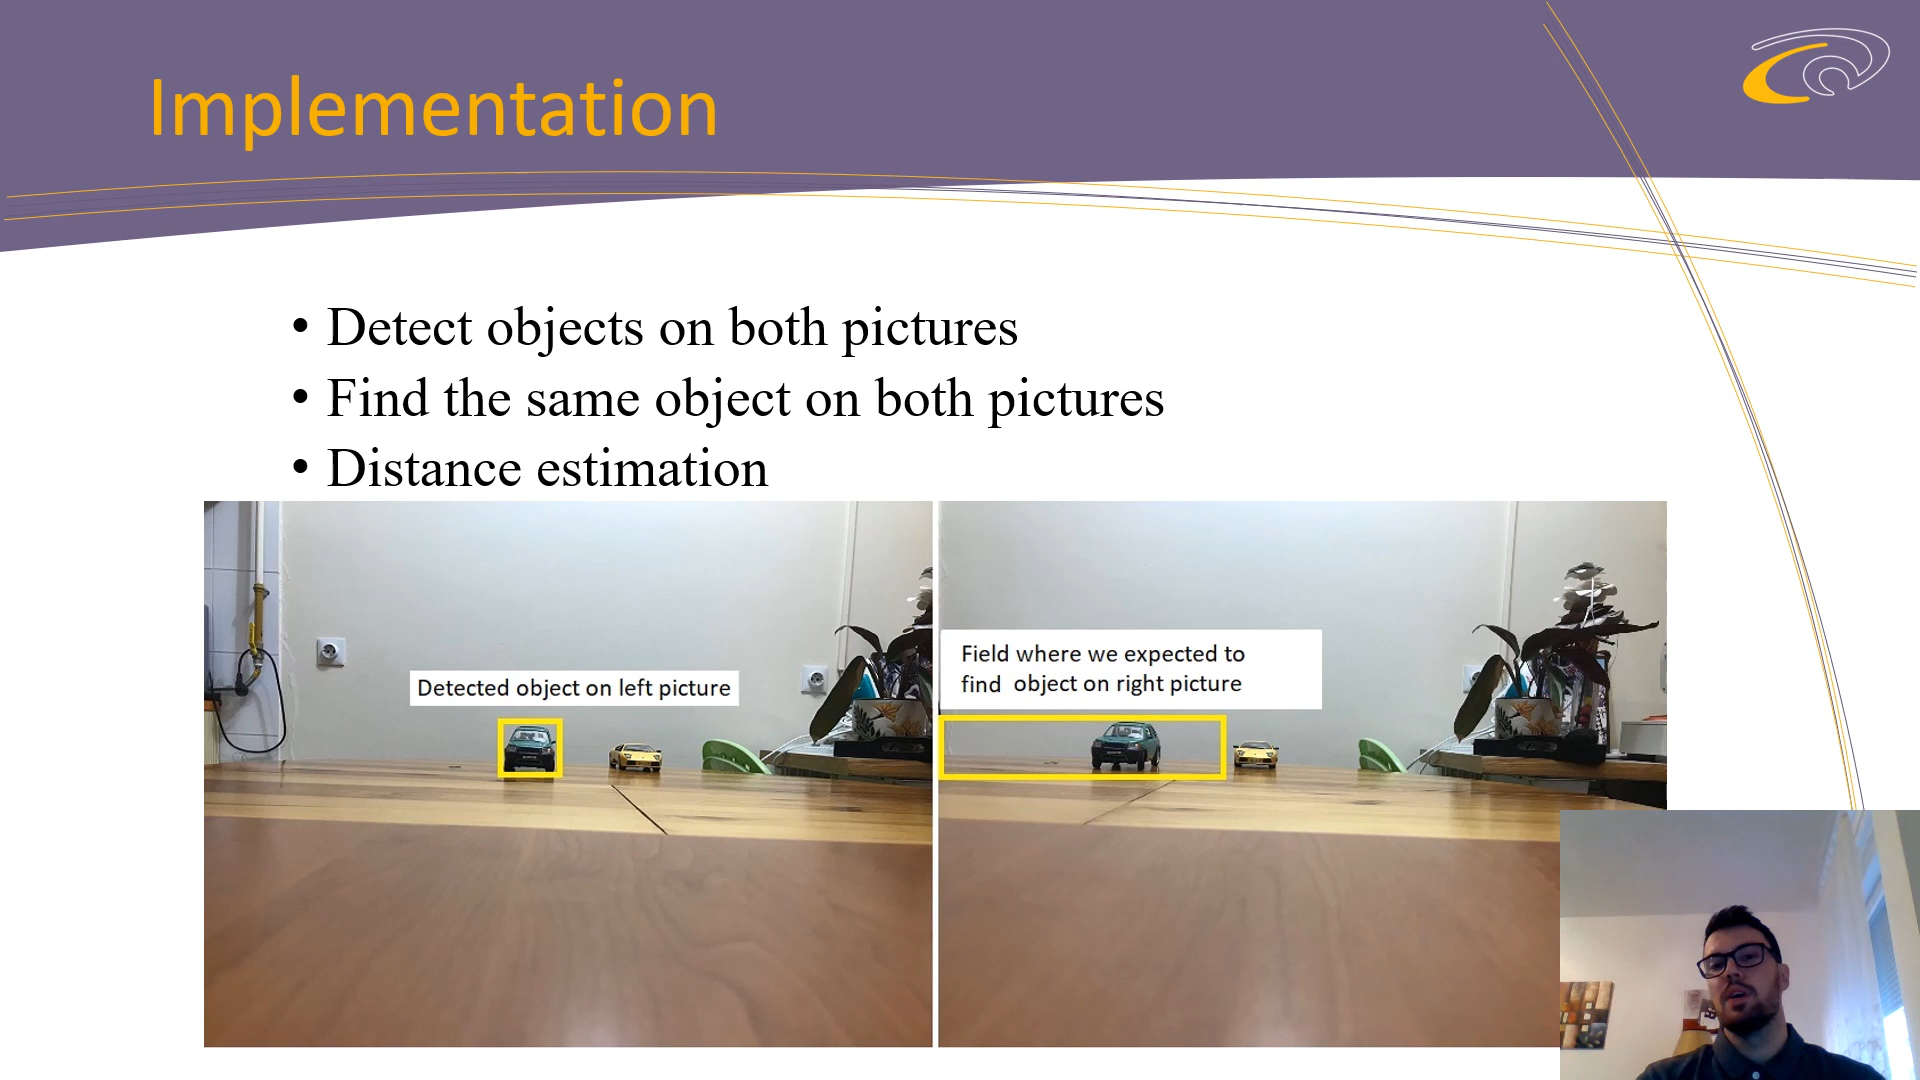 Implementation
• Detect objects on both pictures
• Find the same object on both pictures
• Distance estimation
Detected object on left picture
Field where we expected to
find object on right picture